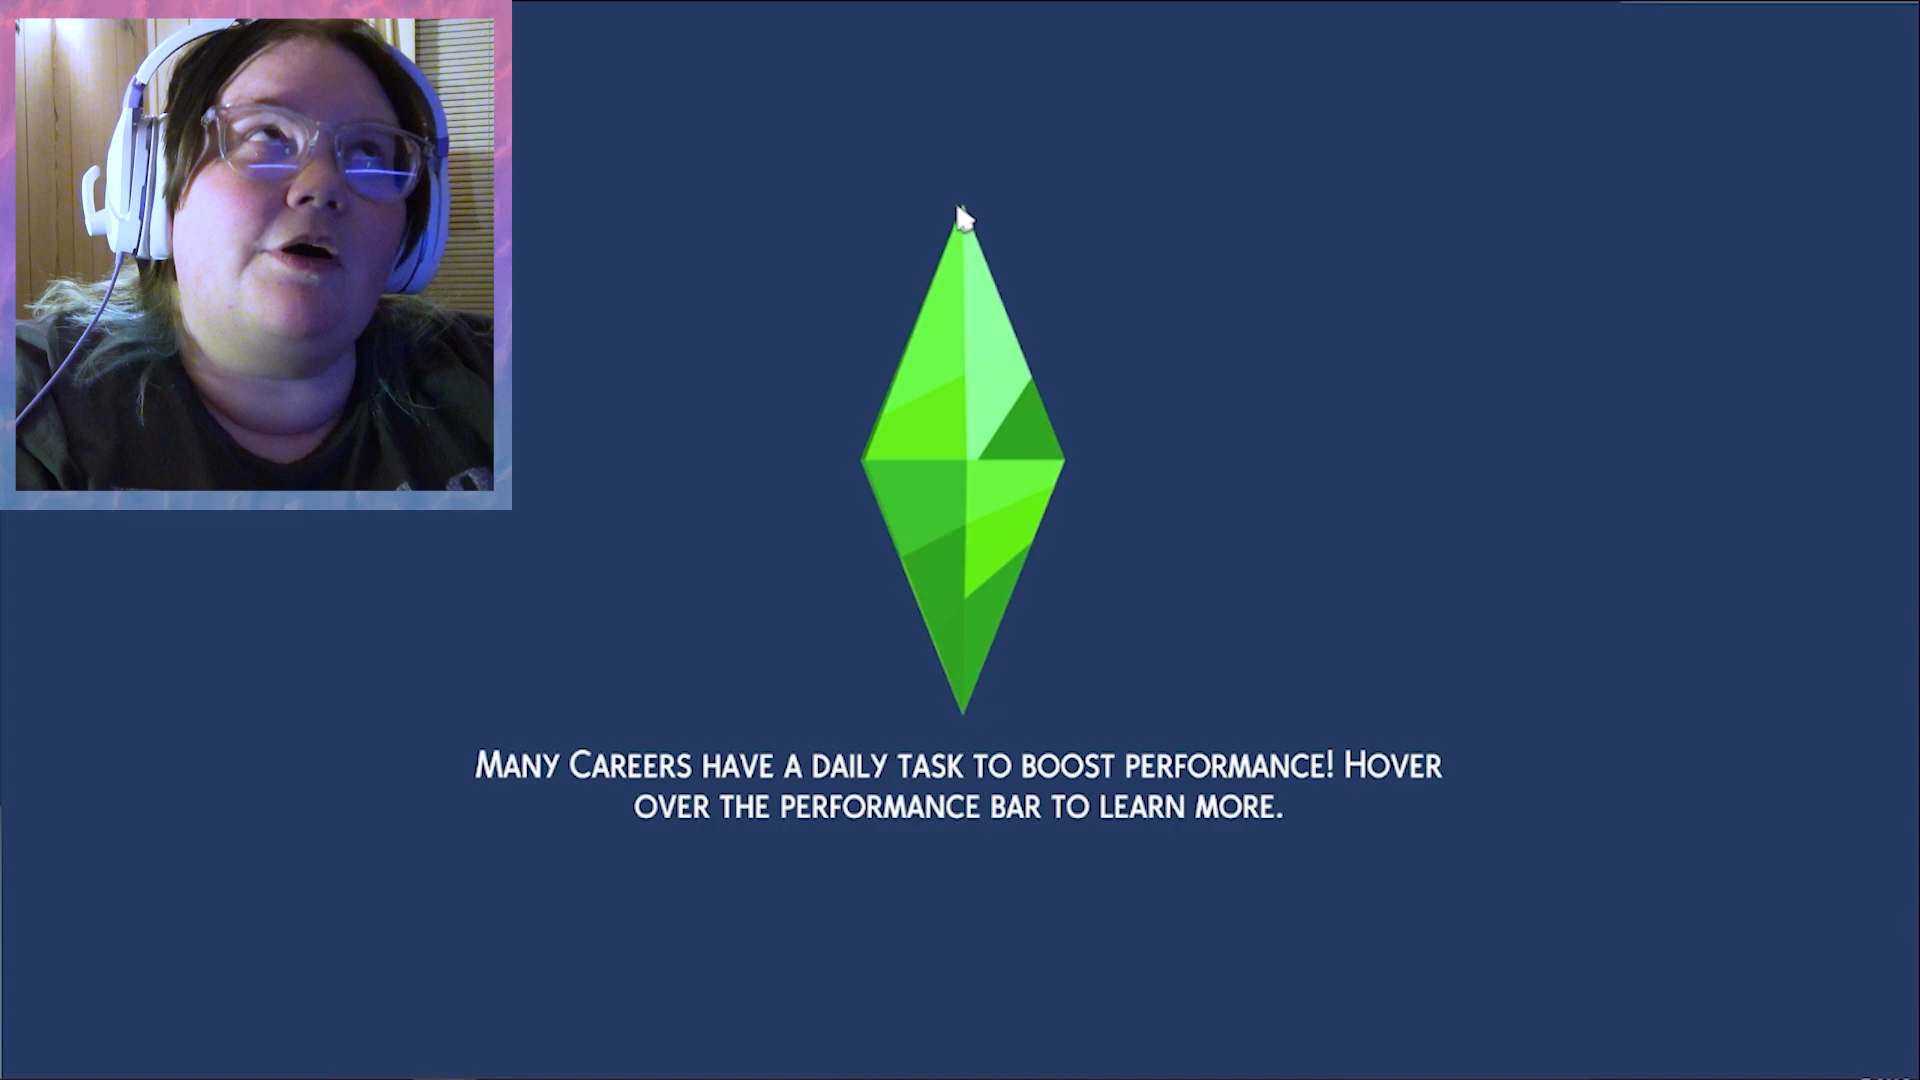 MANY CAREERS HAVE A DAILY TASK TO BOOST PERFORMANCE! HOVER
OVER THE PERFORMANCE BAR TO LEARN MORE.